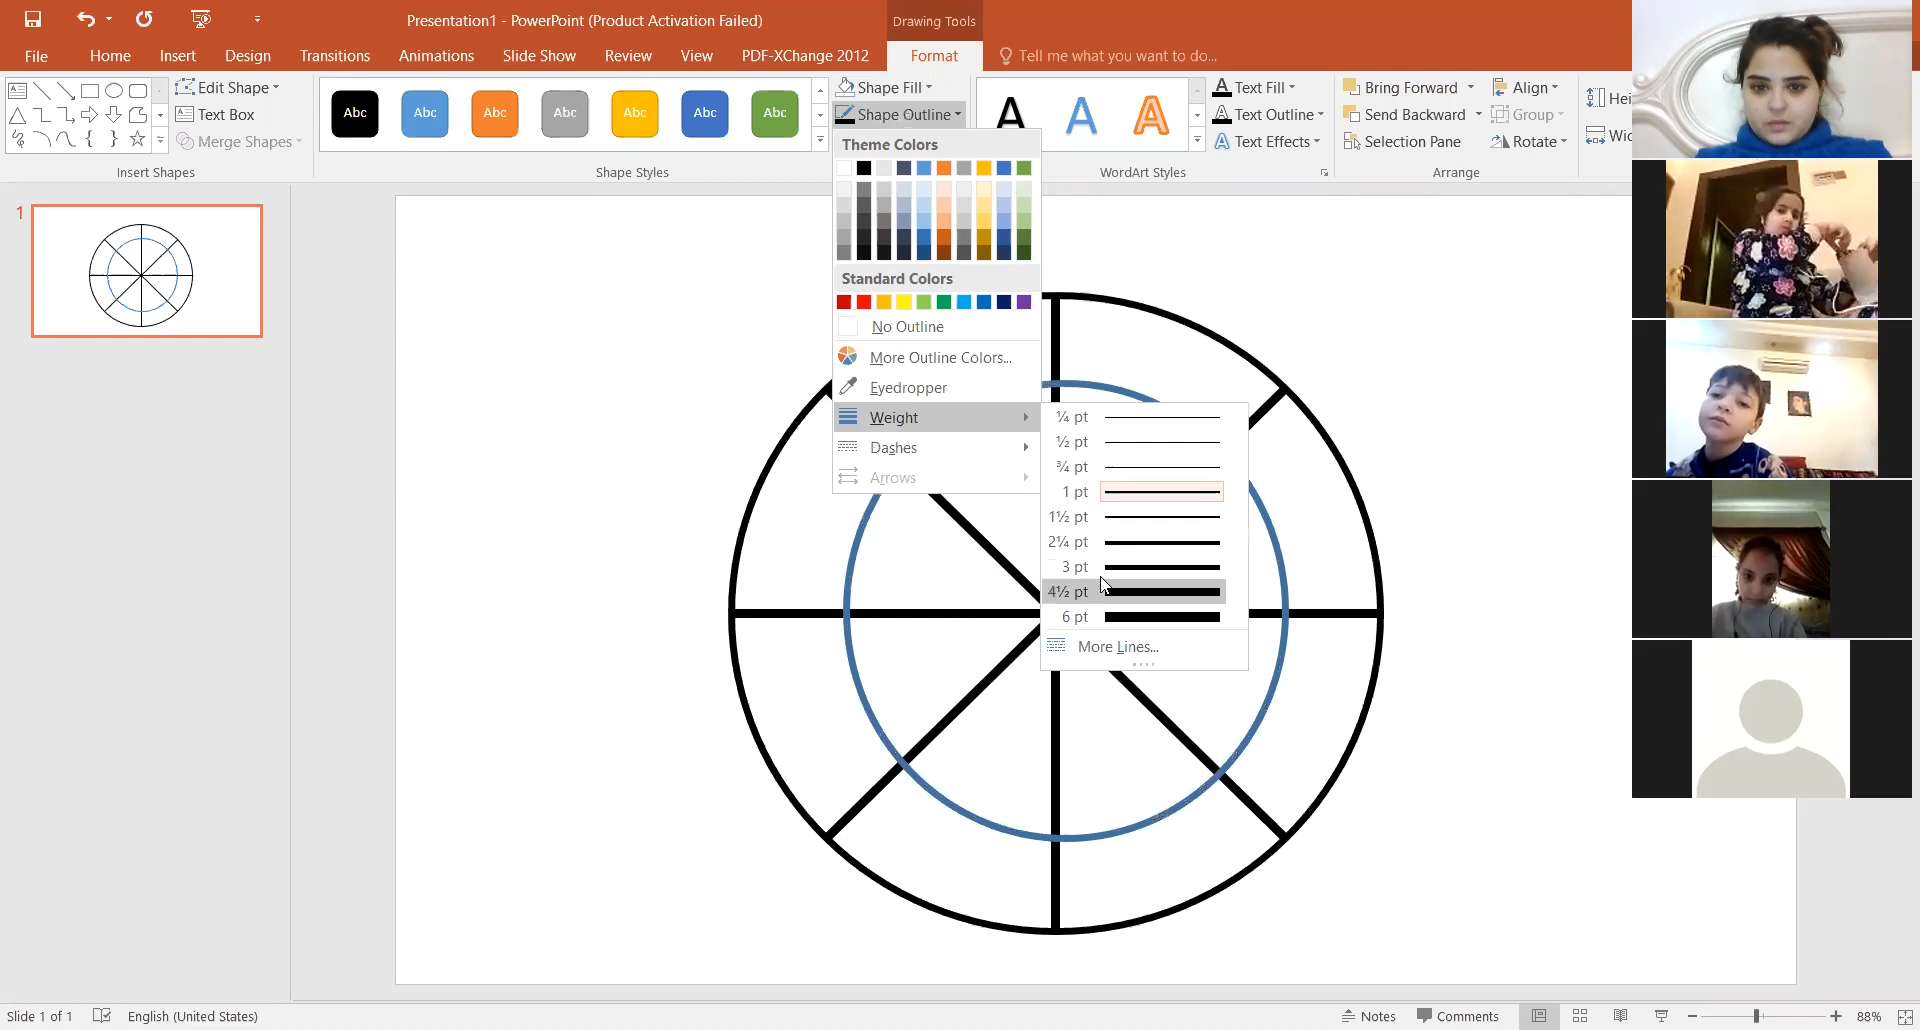 Presentation1 - PowerPoint (Product Activation Failed)
Drawing Tools
File Home Insert Design Transitions Animations Slide Show Review View PDF-XChange 2012 Format Tell me what you want to do...
Edit Shape
Text Box
Merge Shapes
Insert Shapes
Abc Abc Abc Abc Abc Abc Abc
Shape Styles
Shape Fill
Shape Outline
A A A
WordArt Styles
Text Fill
Text Outline
Text Effects
Bring Forward
Send Backward
Selection Pane
Align
Group
Rotate
Arrange
Hei
Wid
Theme Colors
Standard Colors
No Outline
More Outline Colors...
Eyedropper
Weight
Dashes
Arrows
¼ pt
½ pt
¾ pt
1 pt
1½ pt
2¼ pt
3 pt
4½ pt
6 pt
More Lines...
1
Slide 1 of 1 English (United States) Notes Comments 88%